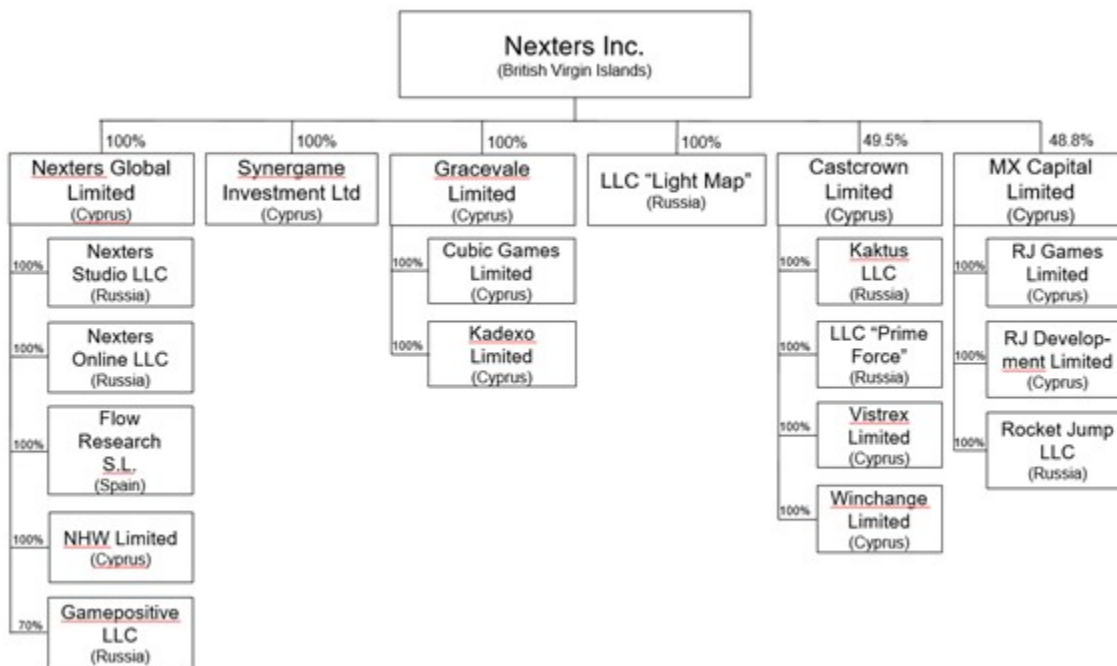 Nexters Inc.
(British Virgin Islands)
100%
100%
100%
100%
49.5%
48.8%
Nexters Global
Limited
(Cyprus)
Synergame
Investment Ltd
(Cyprus)
Gracevale
Limited
(Cyprus)
LLC “Light Map”
(Russia)
Castcrown
Limited
(Cyprus)
MX Capital
Limited
(Cyprus)
100%
Nexters
Studio LLC
(Russia)
100%
Nexters
Online LLC
(Russia)
100%
Flow
Research
S.L.
(Spain)
100%
NHW Limited
(Cyprus)
70%
Gamepositive
LLC
(Russia)
100%
Cubic Games
Limited
(Cyprus)
100%
Kadexo
Limited
(Cyprus)
100%
Kaktus
LLC
(Russia)
100%
LLC “Prime
Force”
(Russia)
100%
Vistrex
Limited
(Cyprus)
100%
Winchange
Limited
(Cyprus)
100%
RJ Games
Limited
(Cyprus)
100%
RJ Develop-
ment Limited
(Cyprus)
100%
Rocket Jump
LLC
(Russia)